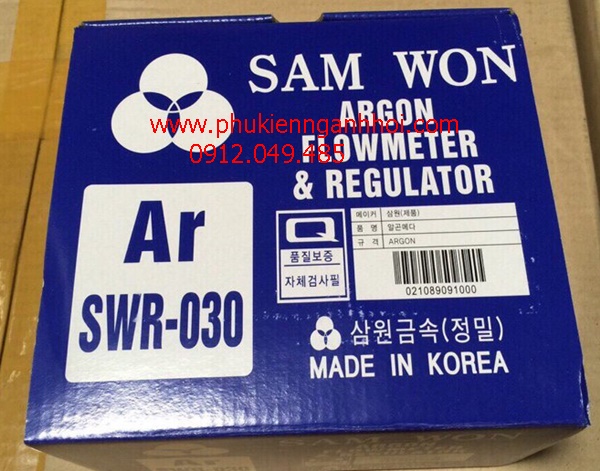 SAM WON
ARGON
www.phukiennganhhoi.com
FLOWMETER
0912.049.485
& REGULATOR
Ar
SWR-030
Q
품질보증
자체검사필
메이커 삼원(제품)
품 명 알곤메다
규 격 ARGON
021089091000
삼원금속(정밀)
MADE IN KOREA